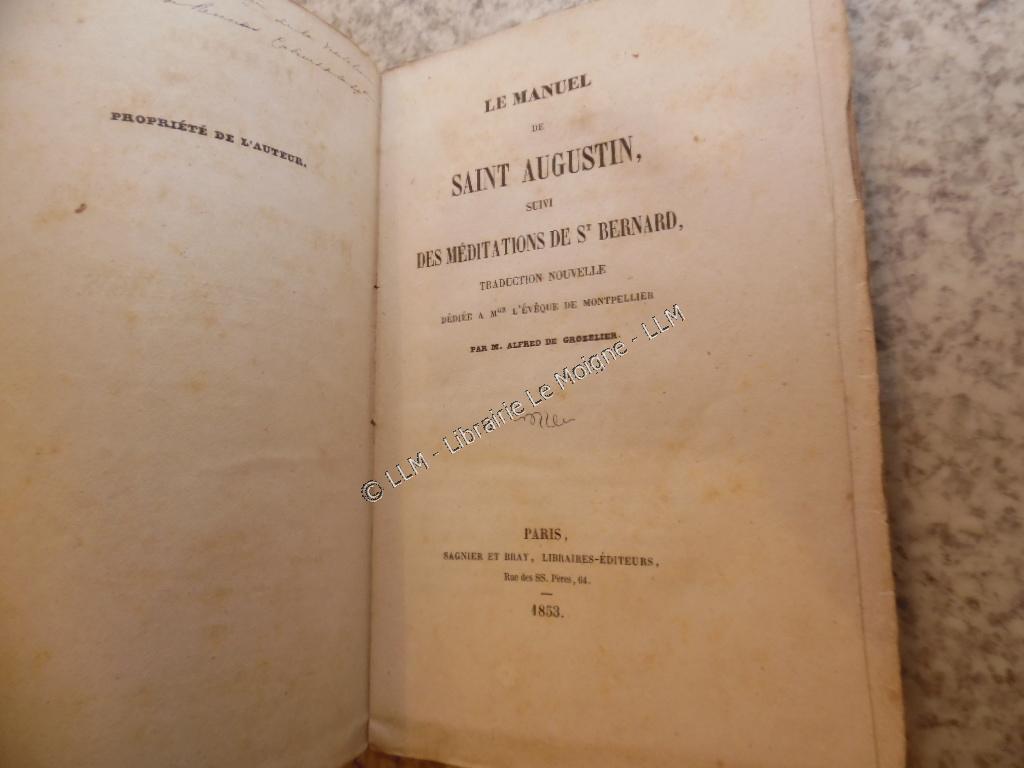 PROPRIÉTÉ DE L'AUTEUR.
LE MANUEL
DE
SAINT AUGUSTIN,
SUIVI
DES MÉDITATIONS DE Sᵀ BERNARD,
TRADUCTION NOUVELLE
DÉDIÉE A Mᴳᴿ L'ÉVÊQUE DE MONTPELLIER
PAR M. ALFRED DE GROZELIER.
© LLM - Librairie Le Moigne - LLM
PARIS,
SAGNIER ET BRAY, LIBRAIRES-ÉDITEURS,
Rue des SS. Pères, 64.
1853.